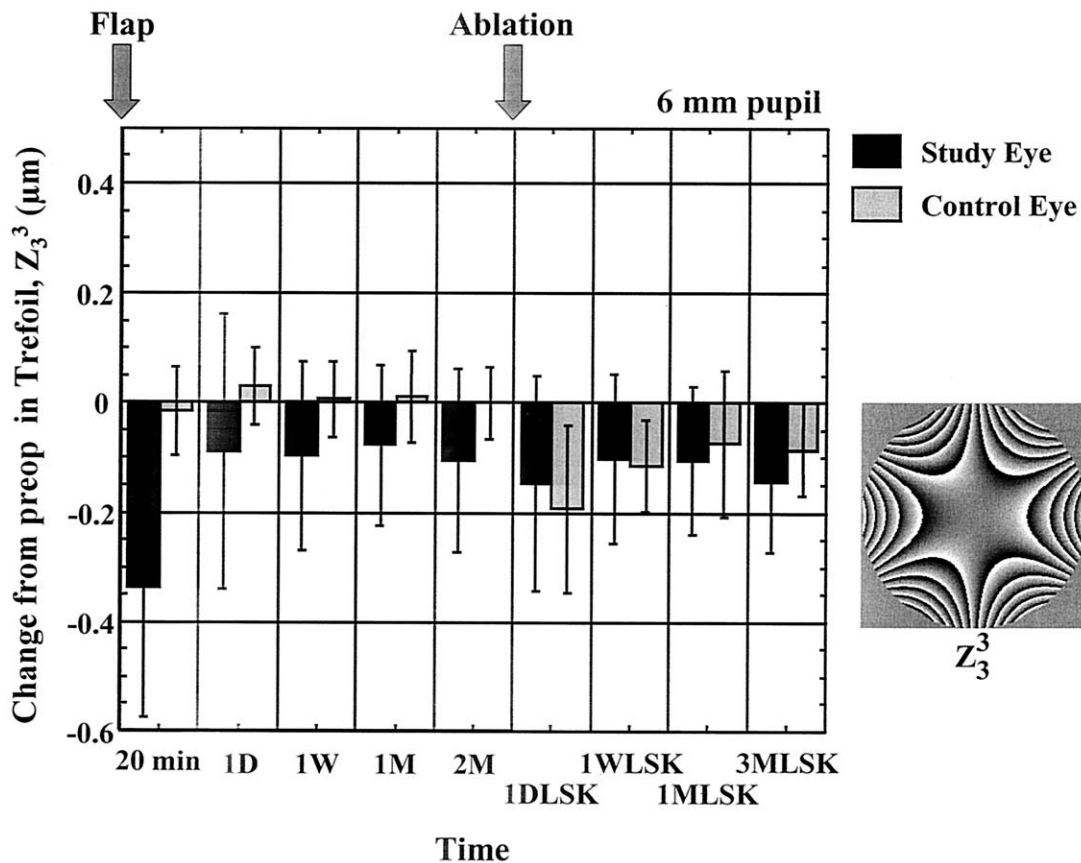 Flap Ablation
6 mm pupil
Change from preop in Trefoil, Z₃³ (µm)
0.4
0.2
0
-0.2
-0.4
-0.6
20 min 1D 1W 1M 2M 1DLSK 1WLSK 1MLSK 3MLSK
Time
Study Eye
Control Eye
Z₃³